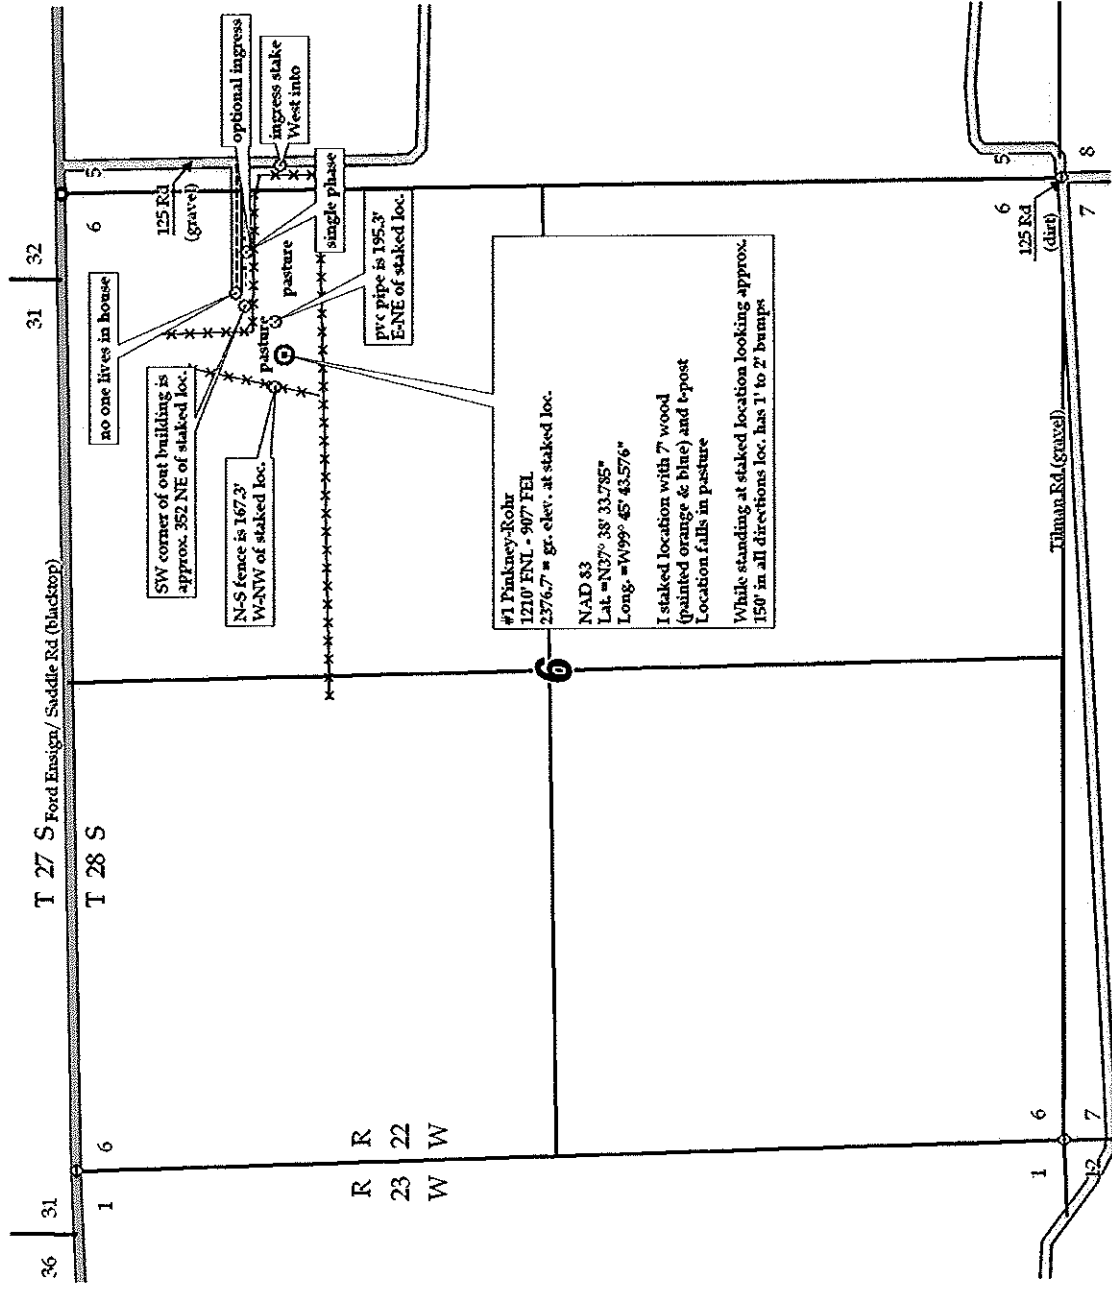 T 27 S
Ford Ensign/ Saddle Rd (blacktop)
T 28 S
36
31
31
32
1
6
6
5
125 Rd
(gravel)
no one lives in house
optional ingress
ingress stake
West into
single phase
SW corner of out building is
approx. 352 NE of staked loc.
N-S fence is 167.3'
W-NW of staked loc.
pasture
pasture
pvc pipe is 195.3'
E-NE of staked loc.
R
23
W
R
22
W
6
#1 Pinkney-Rohr
1210' FNL - 907' FEL
2376.7' = gr. elev. at staked loc.
NAD 83
Lat. =N37° 38' 33.785"
Long. =W99° 45' 43.576"
I staked location with 7' wood
(painted orange & blue) and t-post
Location falls in pasture
While standing at staked location looking approx.
150' in all directions loc. has 1' to 2' bumps
Tilman Rd (gravel)
1
6
12
7
6
5
125 Rd
(dirt)
7
8